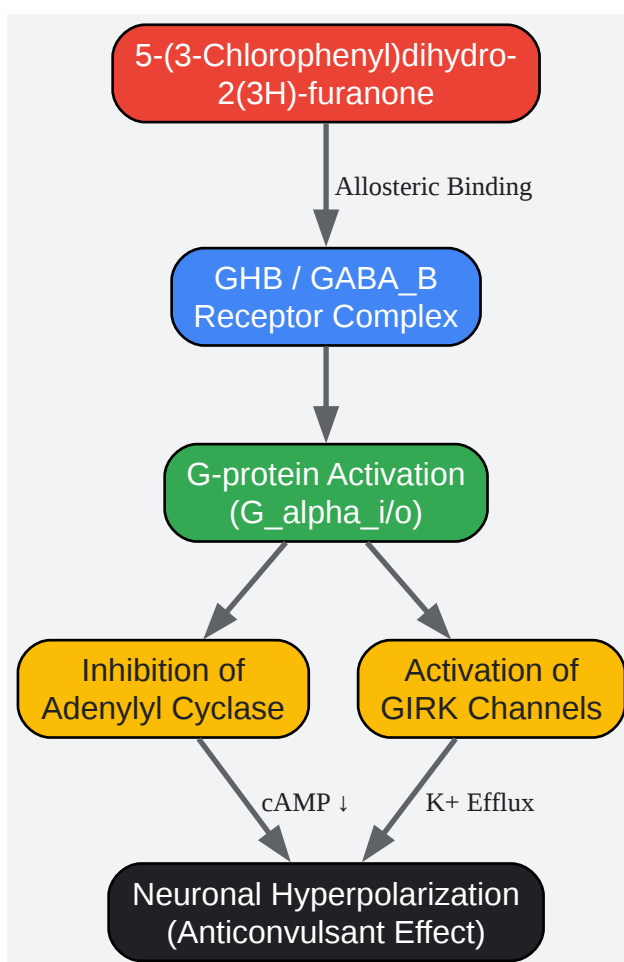 5-(3-Chlorophenyl)dihydro-
2(3H)-furanone
Allosteric Binding
GHB / GABA_B
Receptor Complex
G-protein Activation
(G_alpha_i/o)
Inhibition of
Adenylyl Cyclase
Activation of
GIRK Channels
cAMP ↓
K+ Efflux
Neuronal Hyperpolarization
(Anticonvulsant Effect)